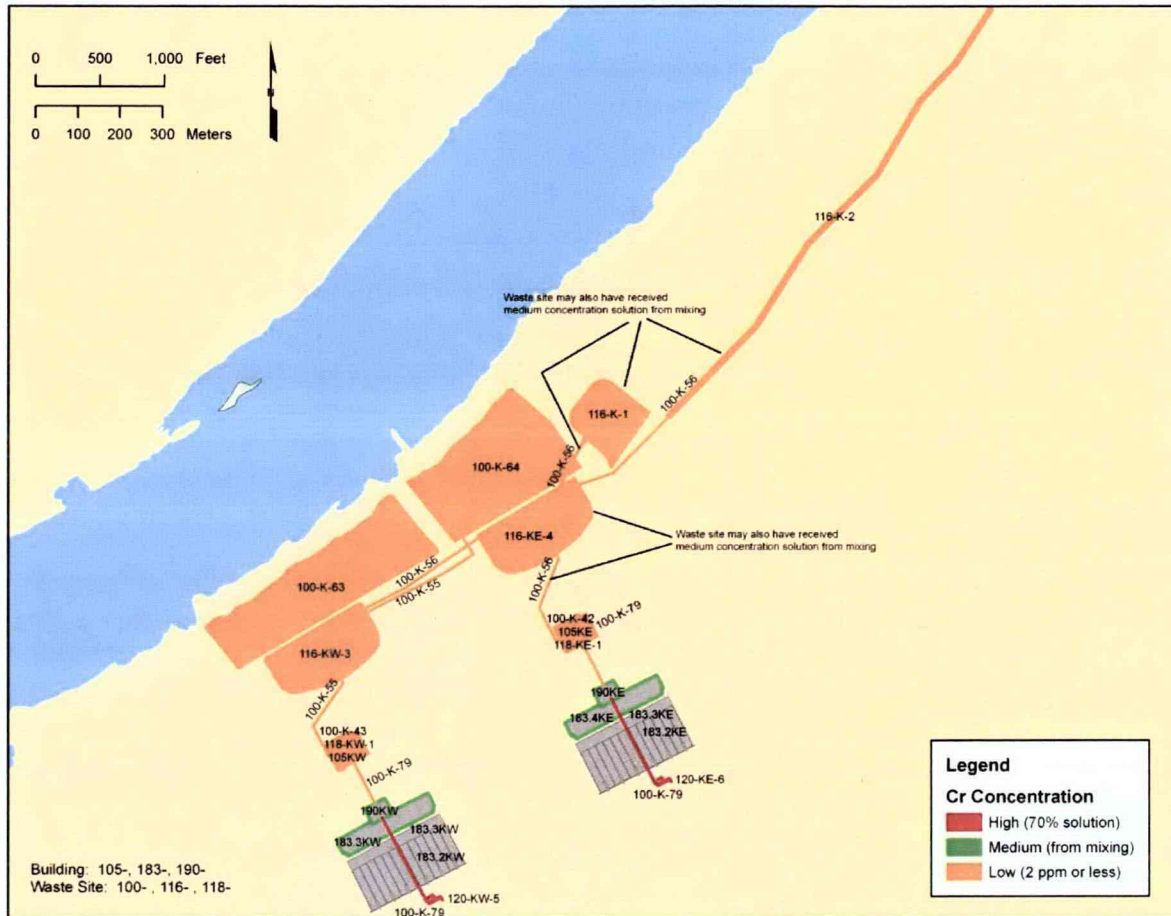 0 500 1,000 Feet
0 100 200 300 Meters
N
116-K-2
Waste site may also have received
medium concentration solution from mixing
100-K-56
116-K-1
100-K-64
100-K-56
116-KE-4
Waste site may also have received
medium concentration solution from mixing
100-K-63
100-K-56
100-K-55
100-K-56
116-KW-3
100-K-42
100-K-79
105KE
118-KE-1
100-K-55
190KE
183.4KE
183.3KE
183.2KE
100-K-43
118-KW-1
105KW
120-KE-6
100-K-79
100-K-79
190KW
183.3KW
183.3KW
183.2KW
120-KW-5
100-K-79
Building: 105-, 183-, 190-
Waste Site: 100- , 116- , 118-
Legend
Cr Concentration
High (70% solution)
Medium (from mixing)
Low (2 ppm or less)